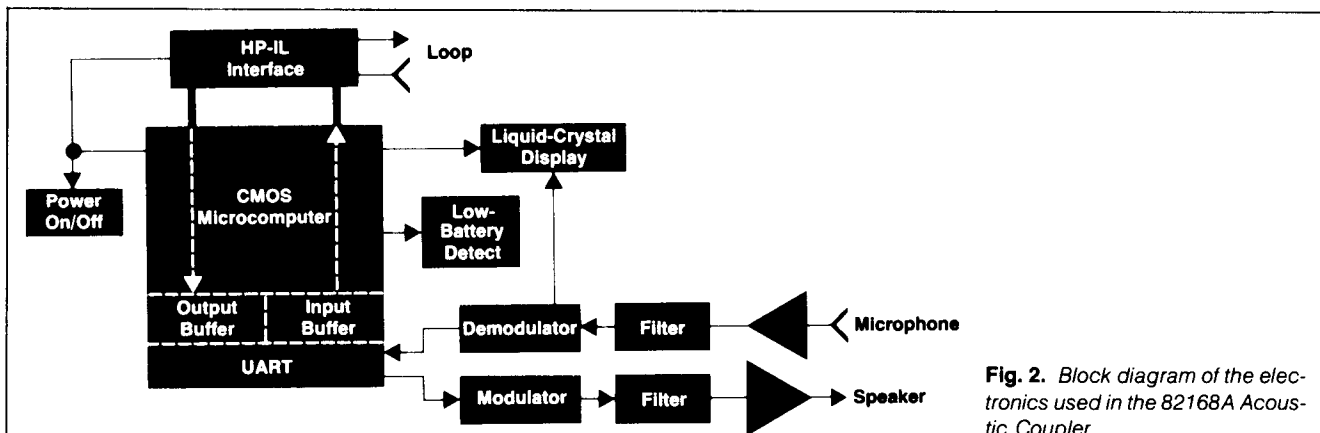 HP-IL
Interface
Loop
Liquid-Crystal
Display
Power
On/Off
CMOS
Microcomputer
Low-
Battery
Detect
Output
Buffer
Input
Buffer
UART
Demodulator
Filter
Microphone
Modulator
Filter
Speaker
Fig. 2. Block diagram of the elec-
tronics used in the 82168A Acous-
tic Coupler